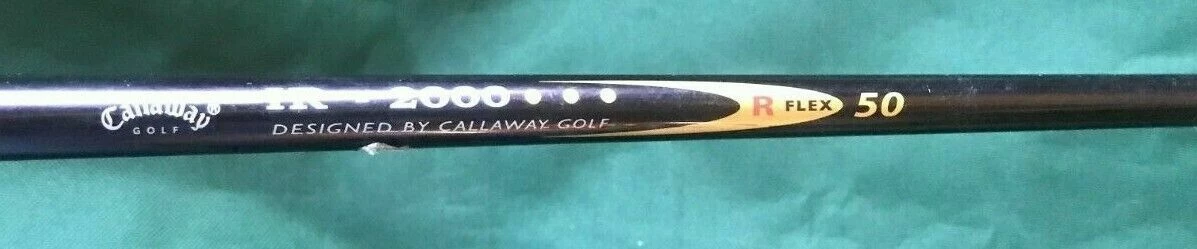 Callaway®
GOLF
2000
DESIGNED BY CALLAWAY GOLF
R FLEX 50